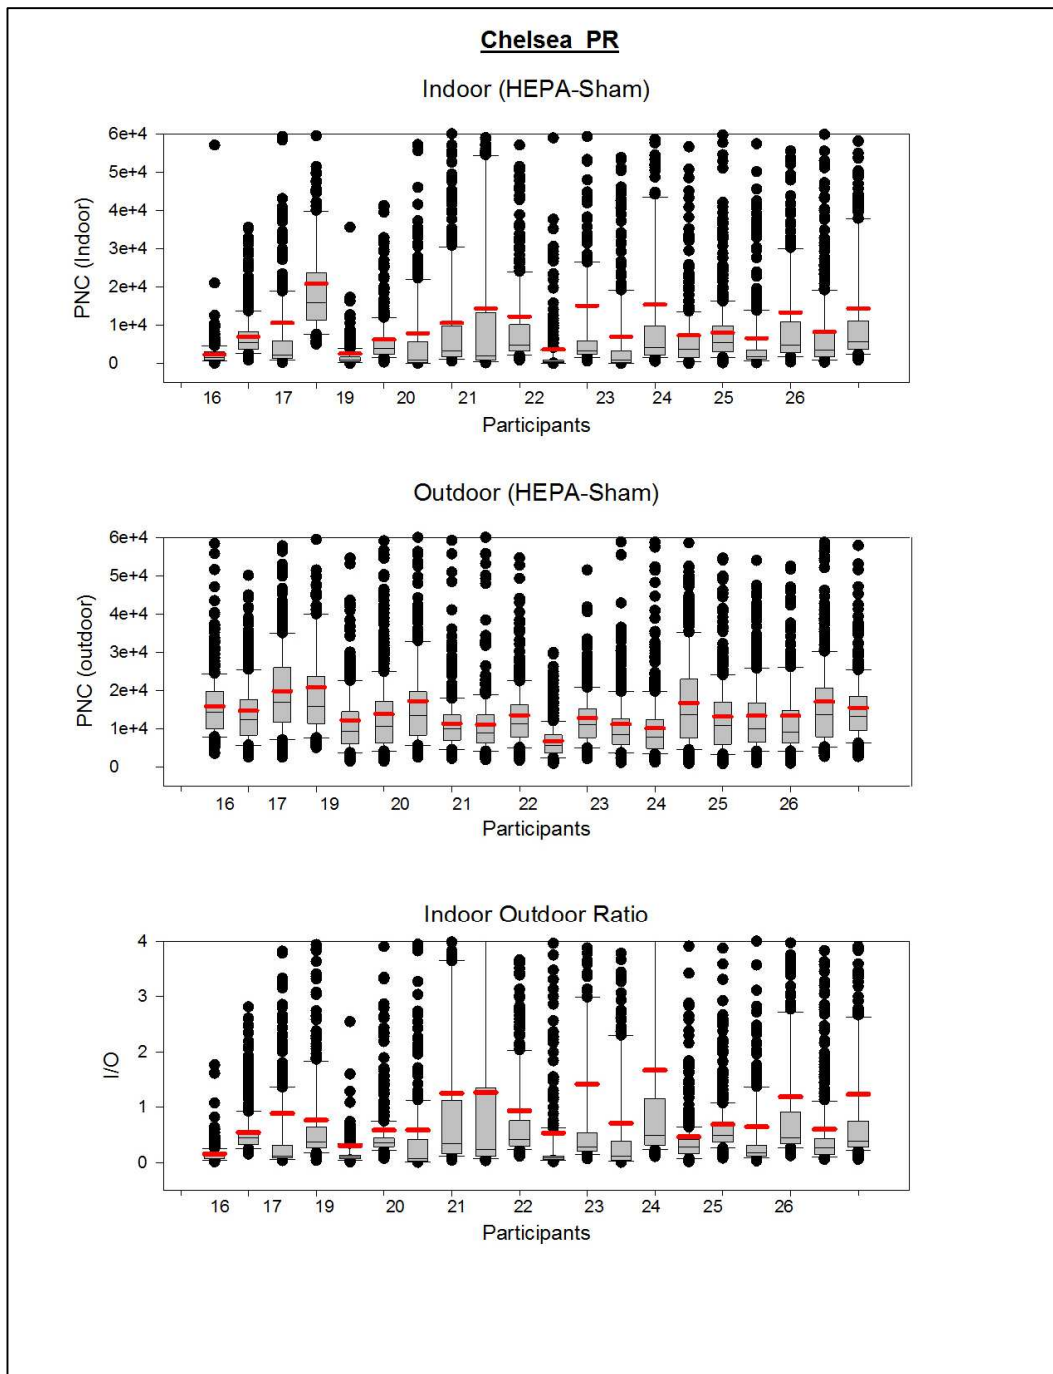 Chelsea PR
Indoor (HEPA-Sham)
6e+4
5e+4
4e+4
3e+4
2e+4
1e+4
0
PNC (Indoor)
16 17 19 20 21 22 23 24 25 26
Participants
Outdoor (HEPA-Sham)
6e+4
5e+4
4e+4
3e+4
2e+4
1e+4
0
PNC (outdoor)
16 17 19 20 21 22 23 24 25 26
Participants
Indoor Outdoor Ratio
4
3
2
1
0
I/O
16 17 19 20 21 22 23 24 25 26
Participants